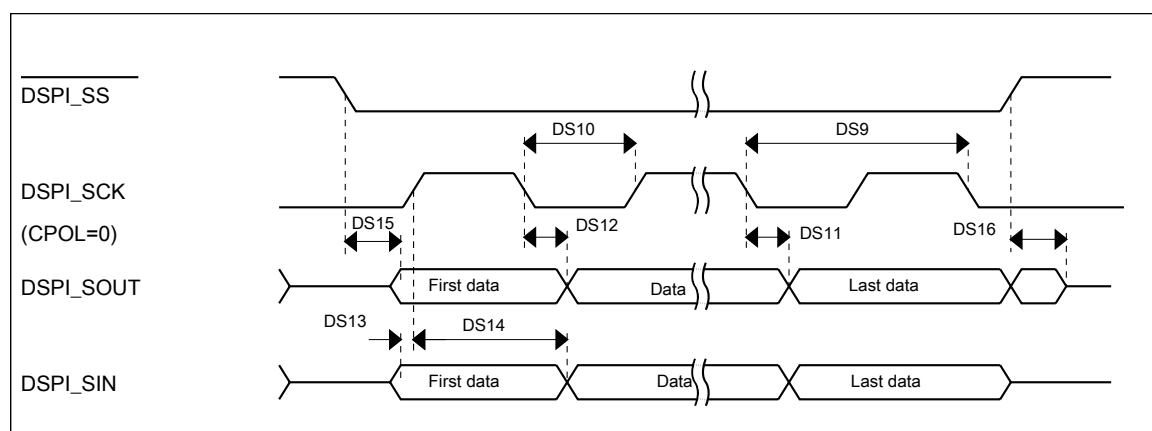 DSPI_SS
DS10
DS9
DSPI_SCK
(CPOL=0)
DS15
DS12
DS11
DS16
DSPI_SOUT
First data
Data
Last data
DS13
DS14
DSPI_SIN
First data
Data
Last data